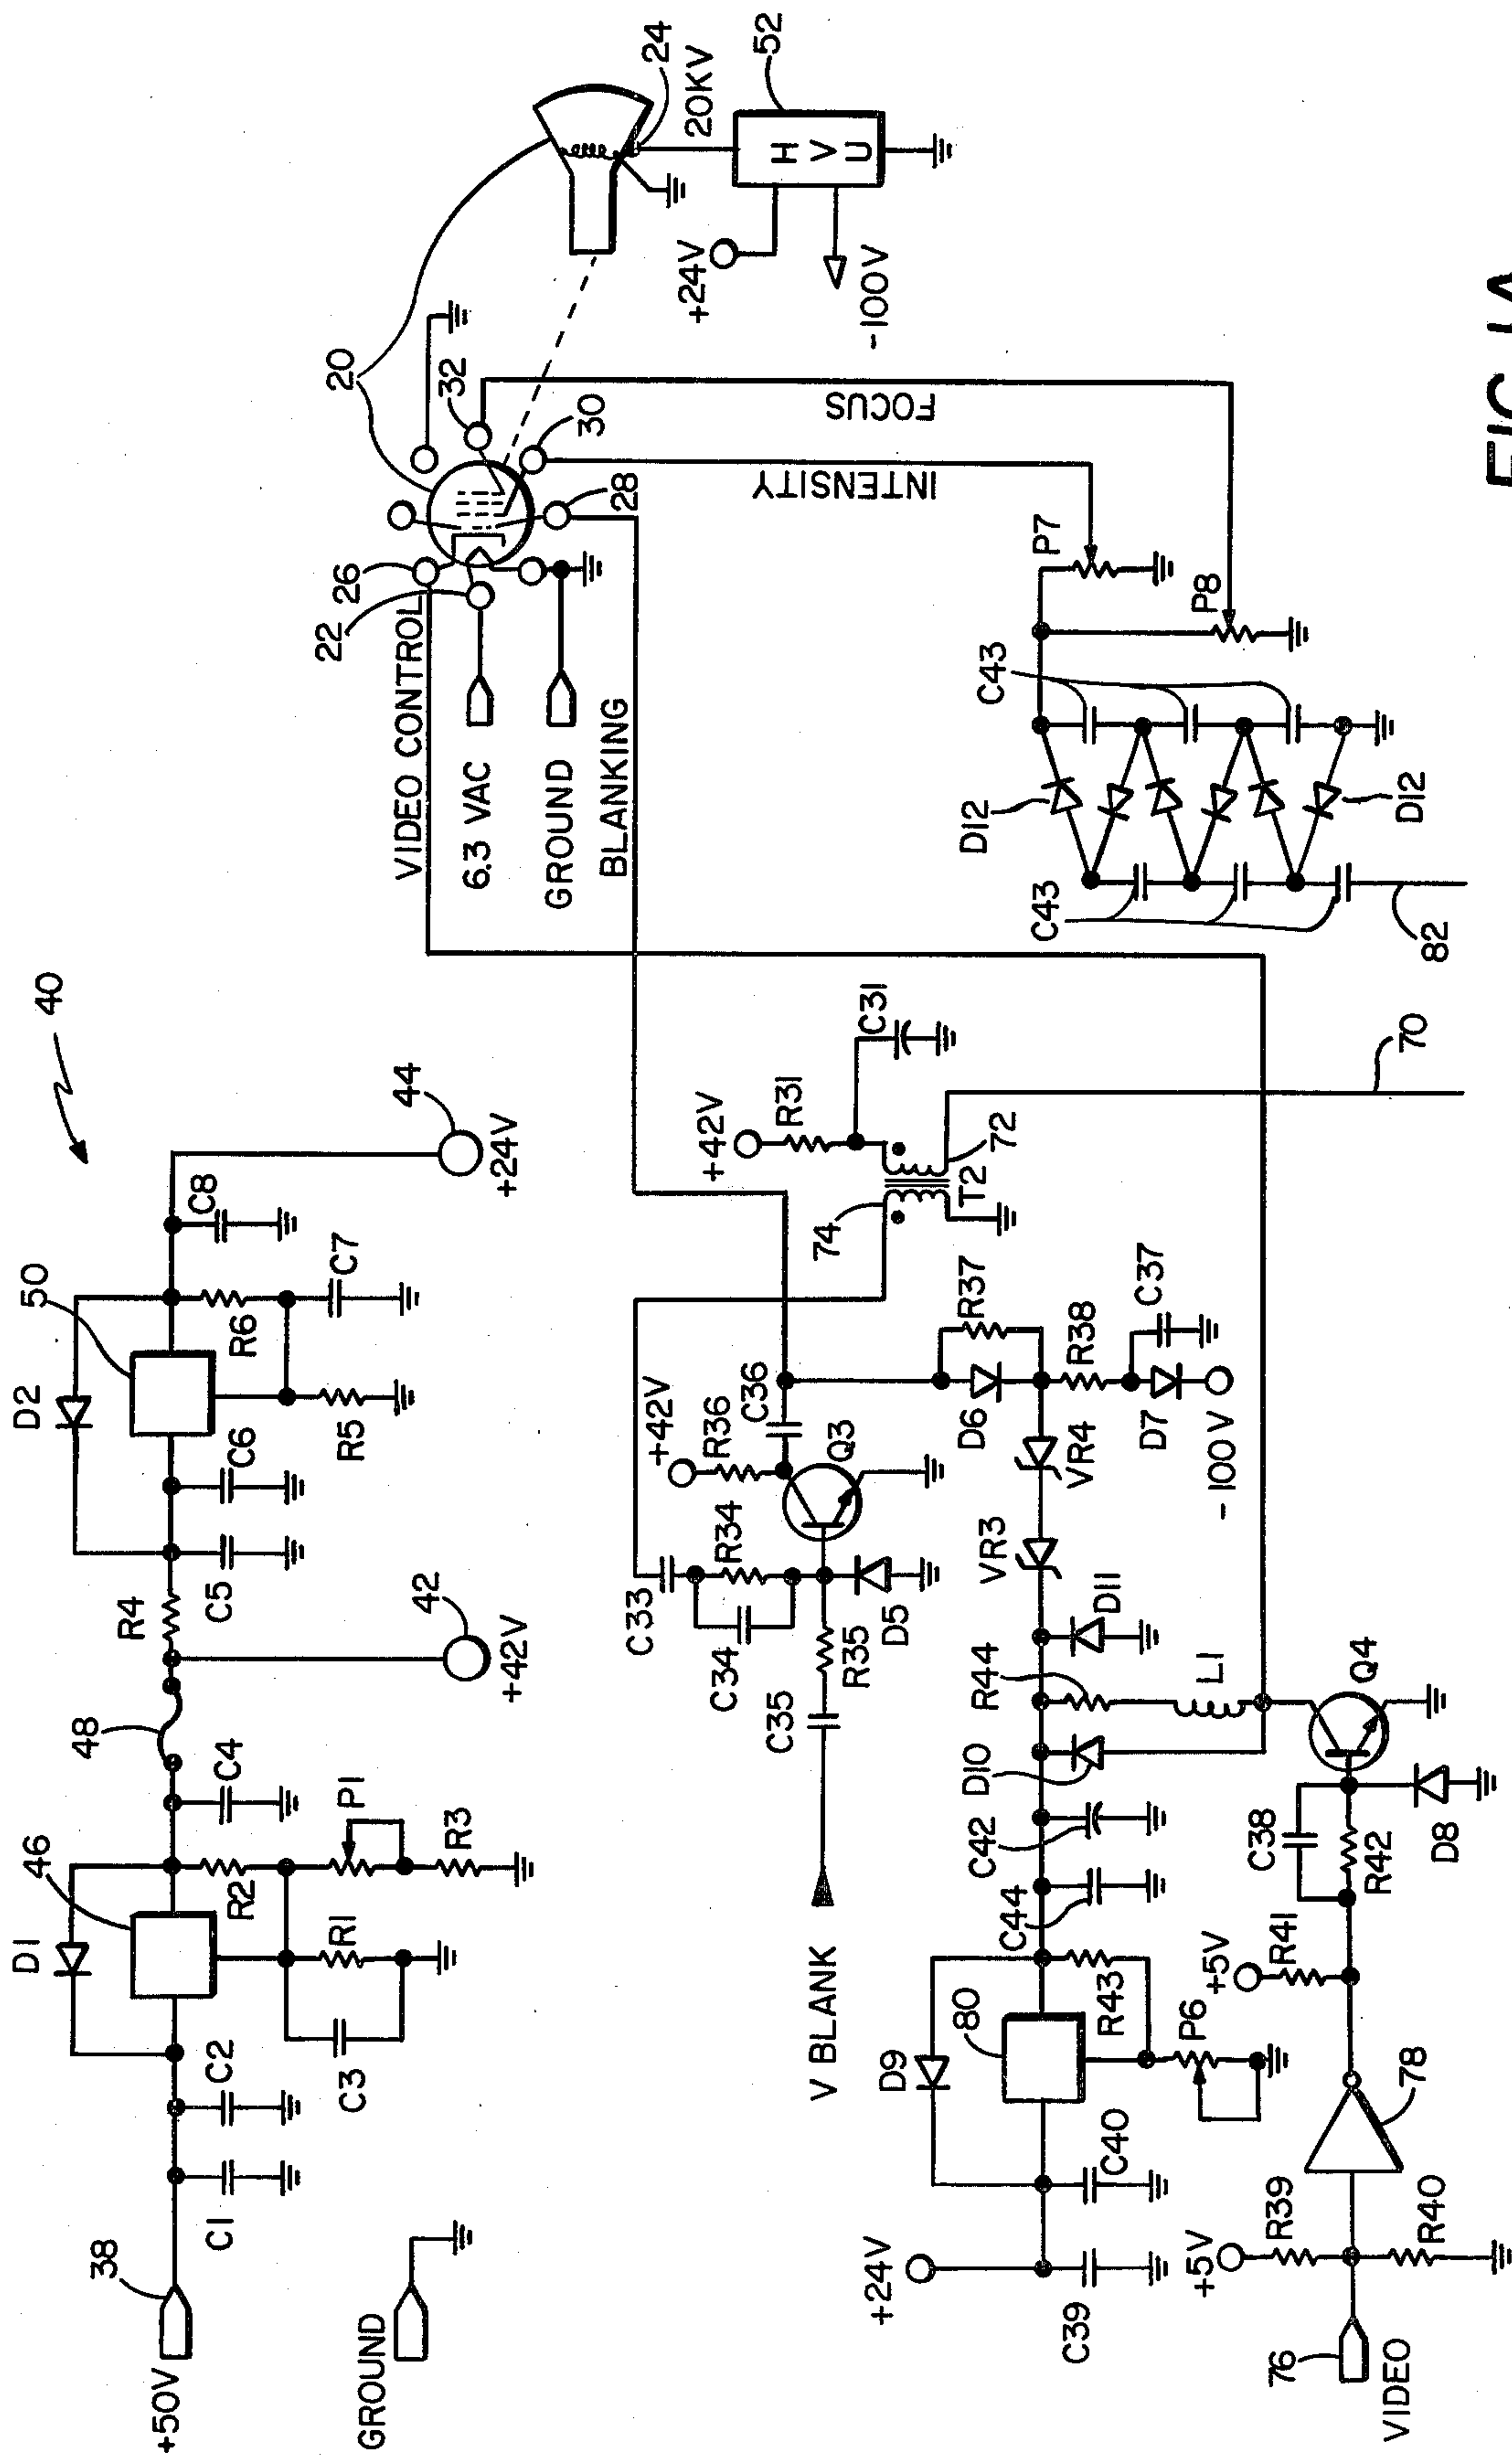 40
D1
46
D2
50
38
+50V
C1
C2
C3
R1
R2
P1
R3
C4
48
R4
C5
C6
R5
R6
C7
C8
42
+42V
44
+24V
GROUND
20
26
22
32
30
28
24
20KV
52
H V U
+24V
-100V
VIDEO CONTROL
6.3 VAC
GROUND
BLANKING
INTENSITY
FOCUS
V BLANK
C35
R35
C33
C34
R34
D5
+42V
R36
C36
Q3
74
+42V
R31
C31
72
T2
70
D6
R37
R38
C37
D7
-100V
VR3
VR4
D11
R44
L1
D10
C42
C44
D9
80
R43
P6
C40
C39
+24V
Q4
C38
R42
D8
+5V
R41
78
+5V
R39
R40
76
VIDEO
D12
D12
C43
C43
P7
P8
82